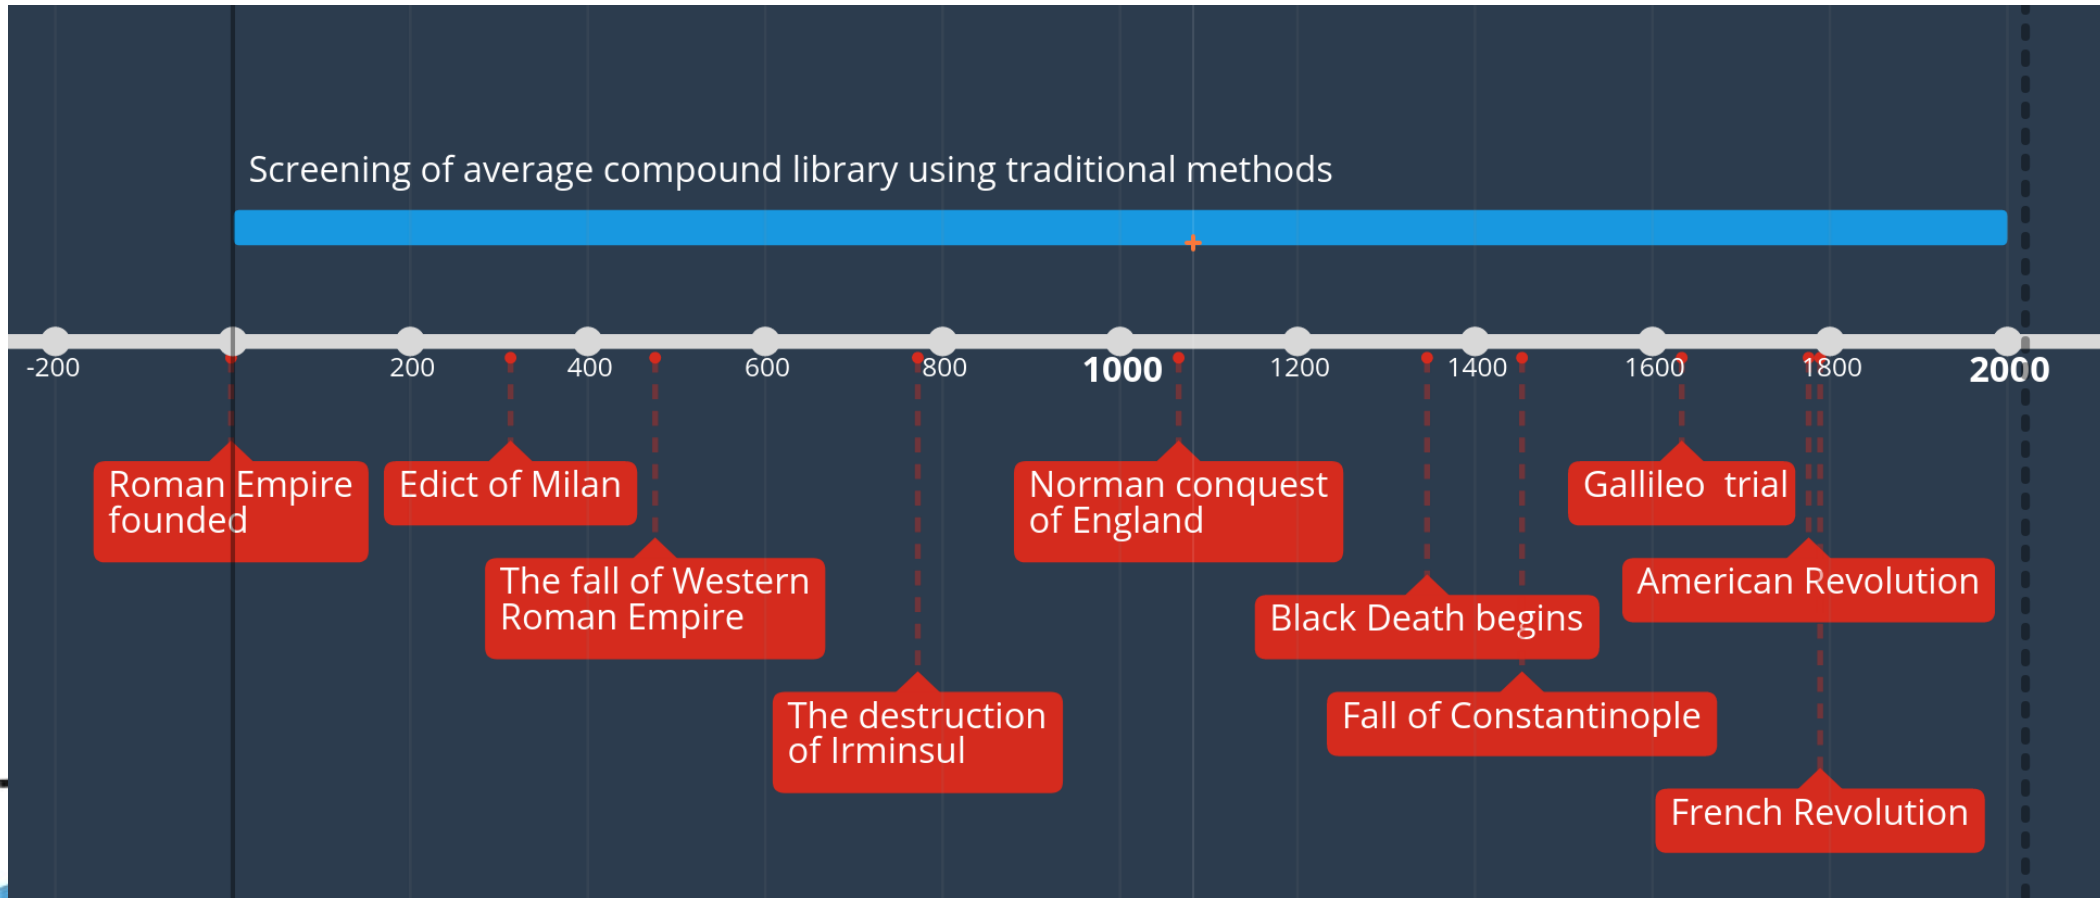 Screening of average compound library using traditional methods
-200
200
400
600
800
1000
1200
1400
1600
1800
2000
Roman Empire
founded
Edict of Milan
The fall of Western
Roman Empire
The destruction
of Irminsul
Norman conquest
of England
Black Death begins
Fall of Constantinople
Gallileo  trial
American Revolution
French Revolution